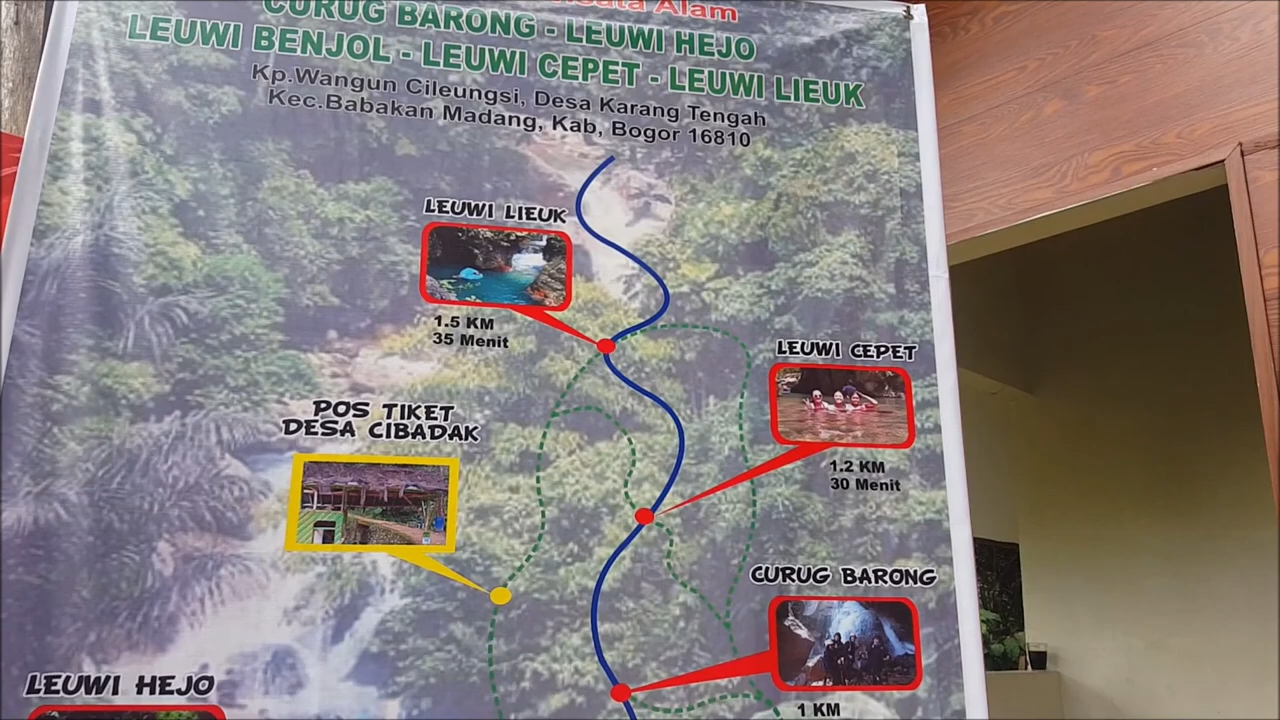 Alam
CURUG BARONG - LEUWI HEJO
LEUWI BENJOL - LEUWI CEPET - LEUWI LIEUK
Kp.Wangun Cileungsi, Desa Karang Tengah
Kec.Babakan Madang, Kab, Bogor 16810
LEUWI LIEUK
1.5 KM
35 Menit
LEUWI CEPET
1.2 KM
30 Menit
POS TIKET
DESA CIBADAK
CURUG BARONG
1 KM
LEUWI HEJO